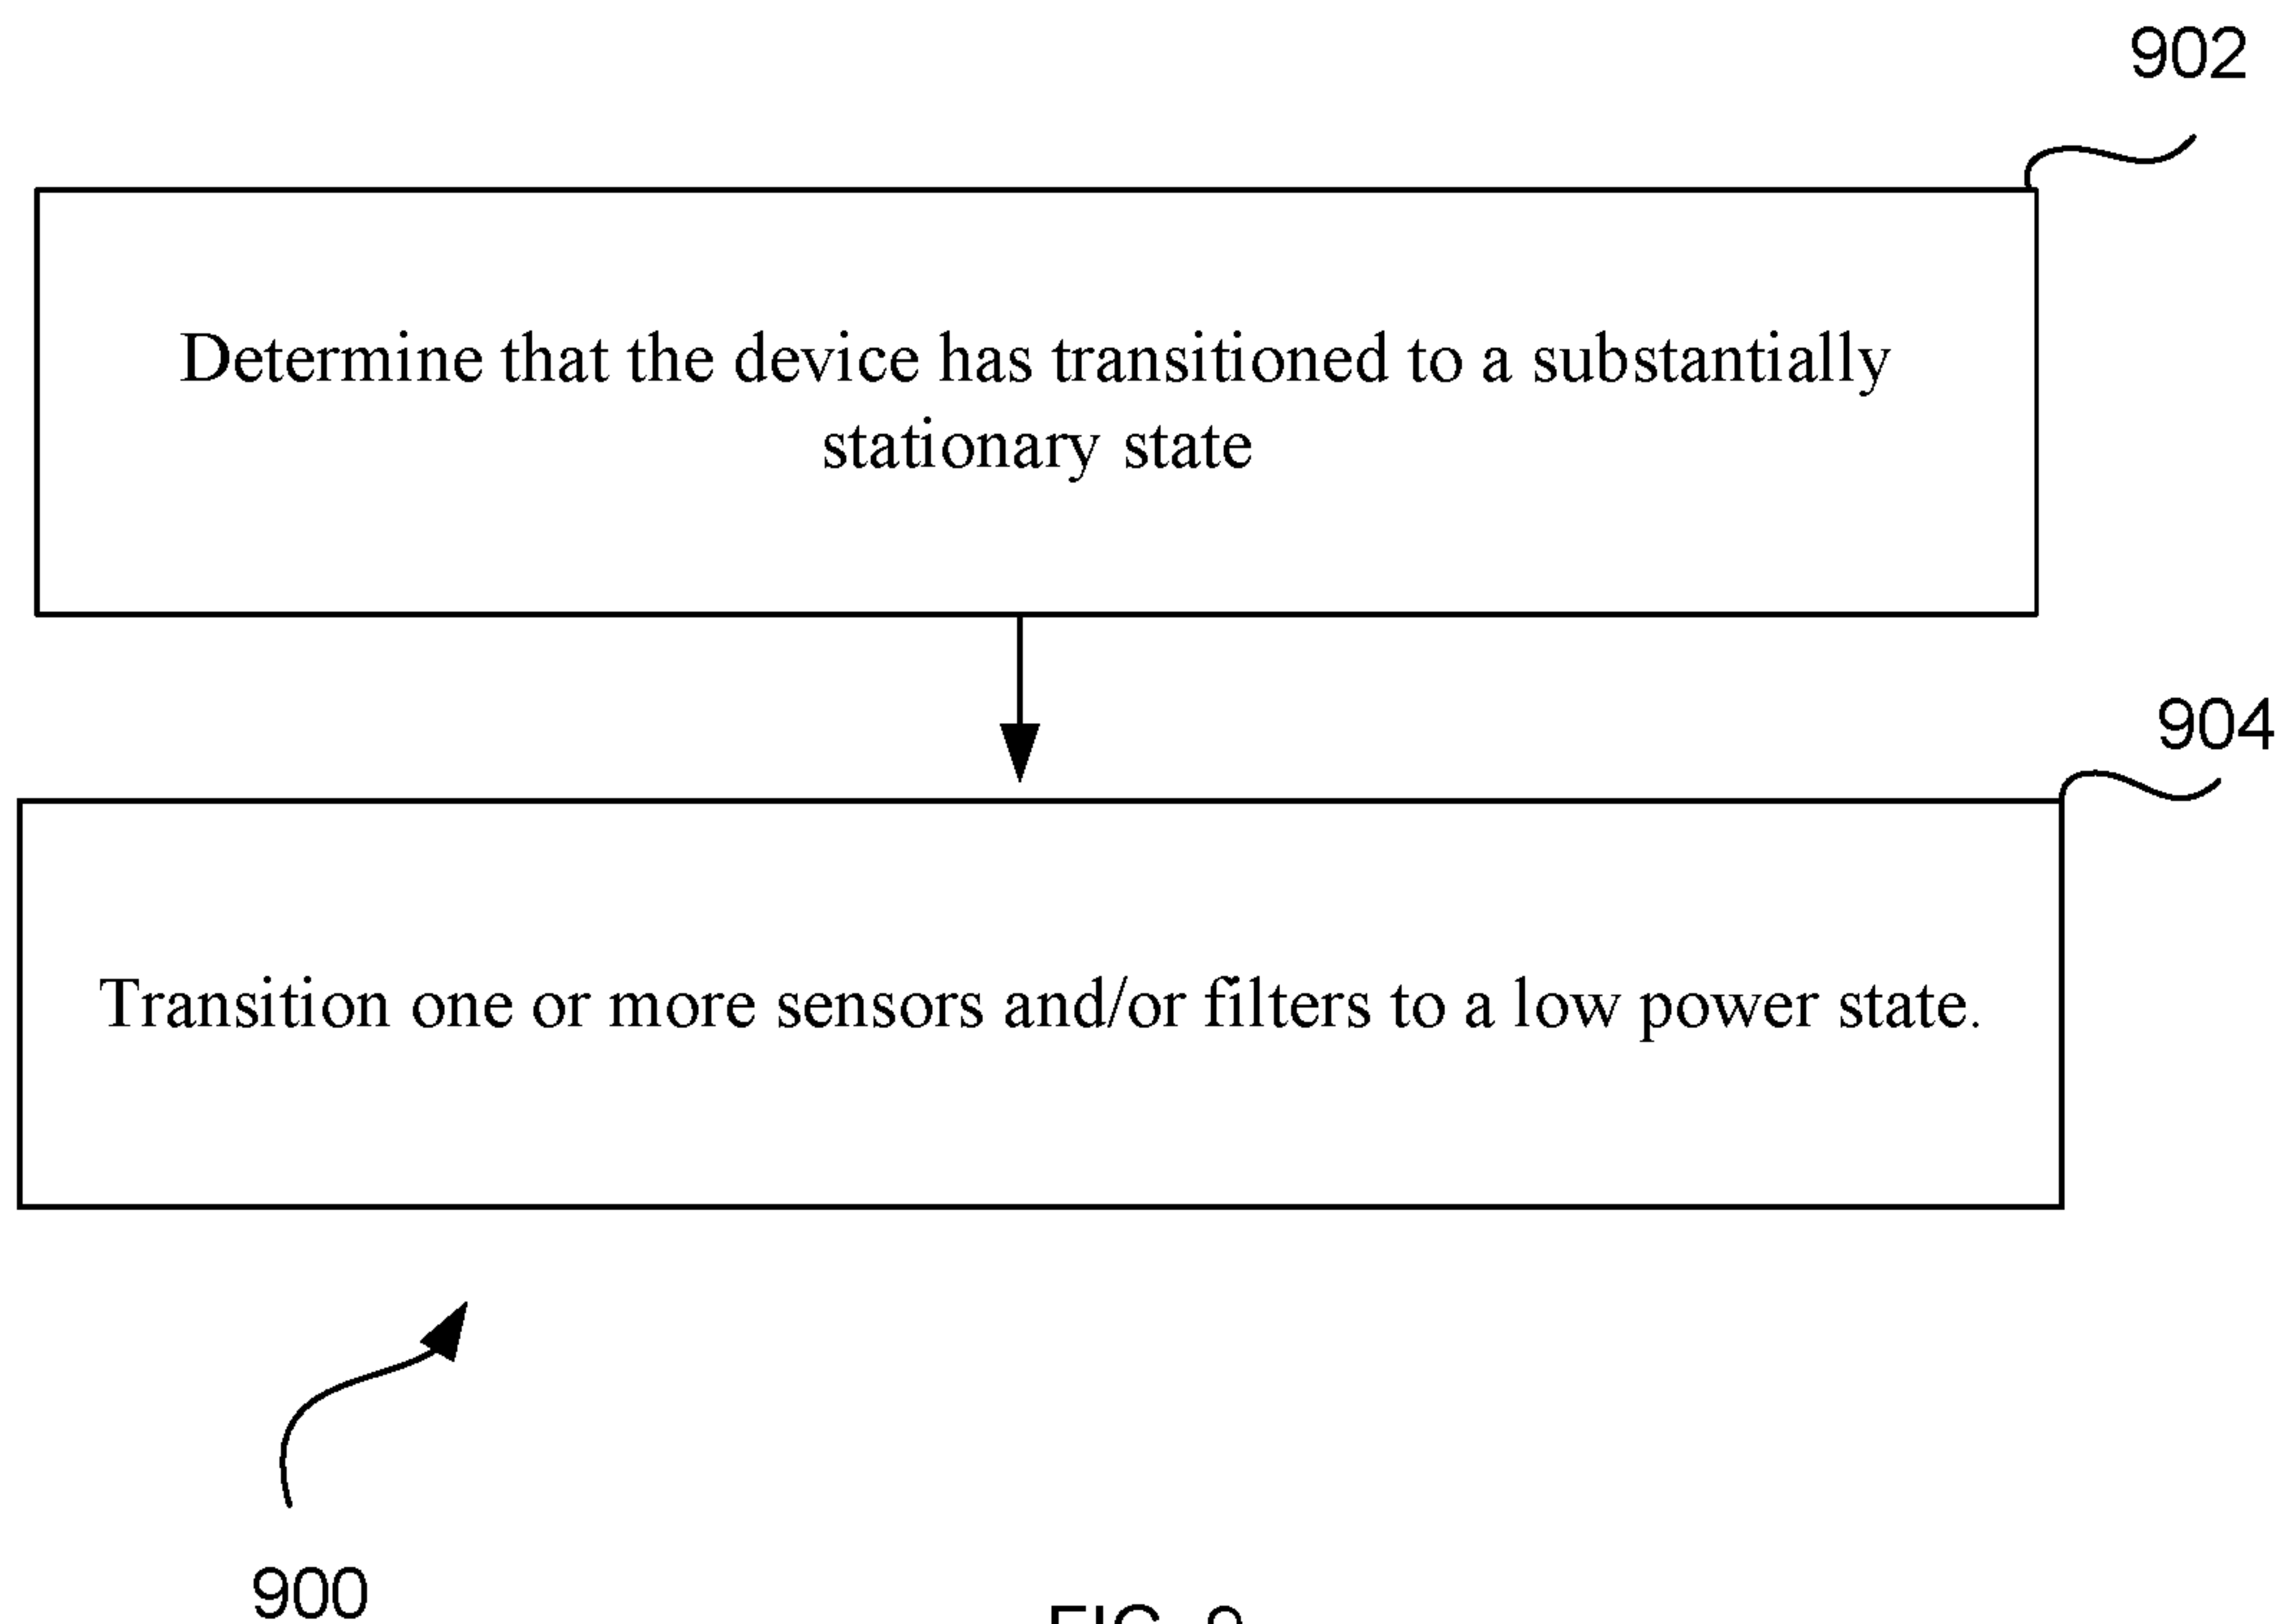 902
Determine that the device has transitioned to a substantially
stationary state
904
Transition one or more sensors and/or filters to a low power state.
900
FIG.